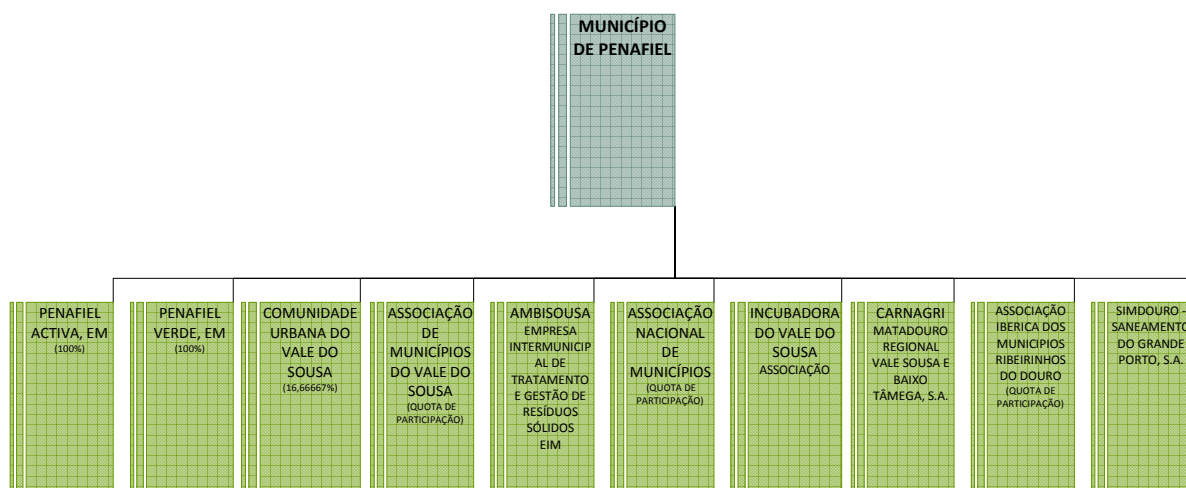 MUNICÍPIO
DE PENAFIEL
PENAFIEL
ACTIVA, EM
(100%)
PENAFIEL
VERDE, EM
(100%)
COMUNIDADE
URBANA DO
VALE DO
SOUSA
(16,66667%)
ASSOCIAÇÃO
DE
MUNICÍPIOS
DO VALE DO
SOUSA
(QUOTA DE
PARTICIPAÇÃO)
AMBISOUSA
EMPRESA
INTERMUNICIP
AL DE
TRATAMENTO
E GESTÃO DE
RESÍDUOS
SÓLIDOS
EIM
ASSOCIAÇÃO
NACIONAL
DE
MUNICÍPIOS
(QUOTA DE
PARTICIPAÇÃO)
INCUBADORA
DO VALE DO
SOUSA
ASSOCIAÇÃO
CARNAGRI
MATADOURO
REGIONAL
VALE SOUSA E
BAIXO
TÂMEGA, S.A.
ASSOCIAÇÃO
IBERICA DOS
MUNICIPIOS
RIBEIRINHOS
DO DOURO
(QUOTA DE
PARTICIPAÇÃO)
SIMDOURO -
SANEAMENTO
DO GRANDE
PORTO, S.A.